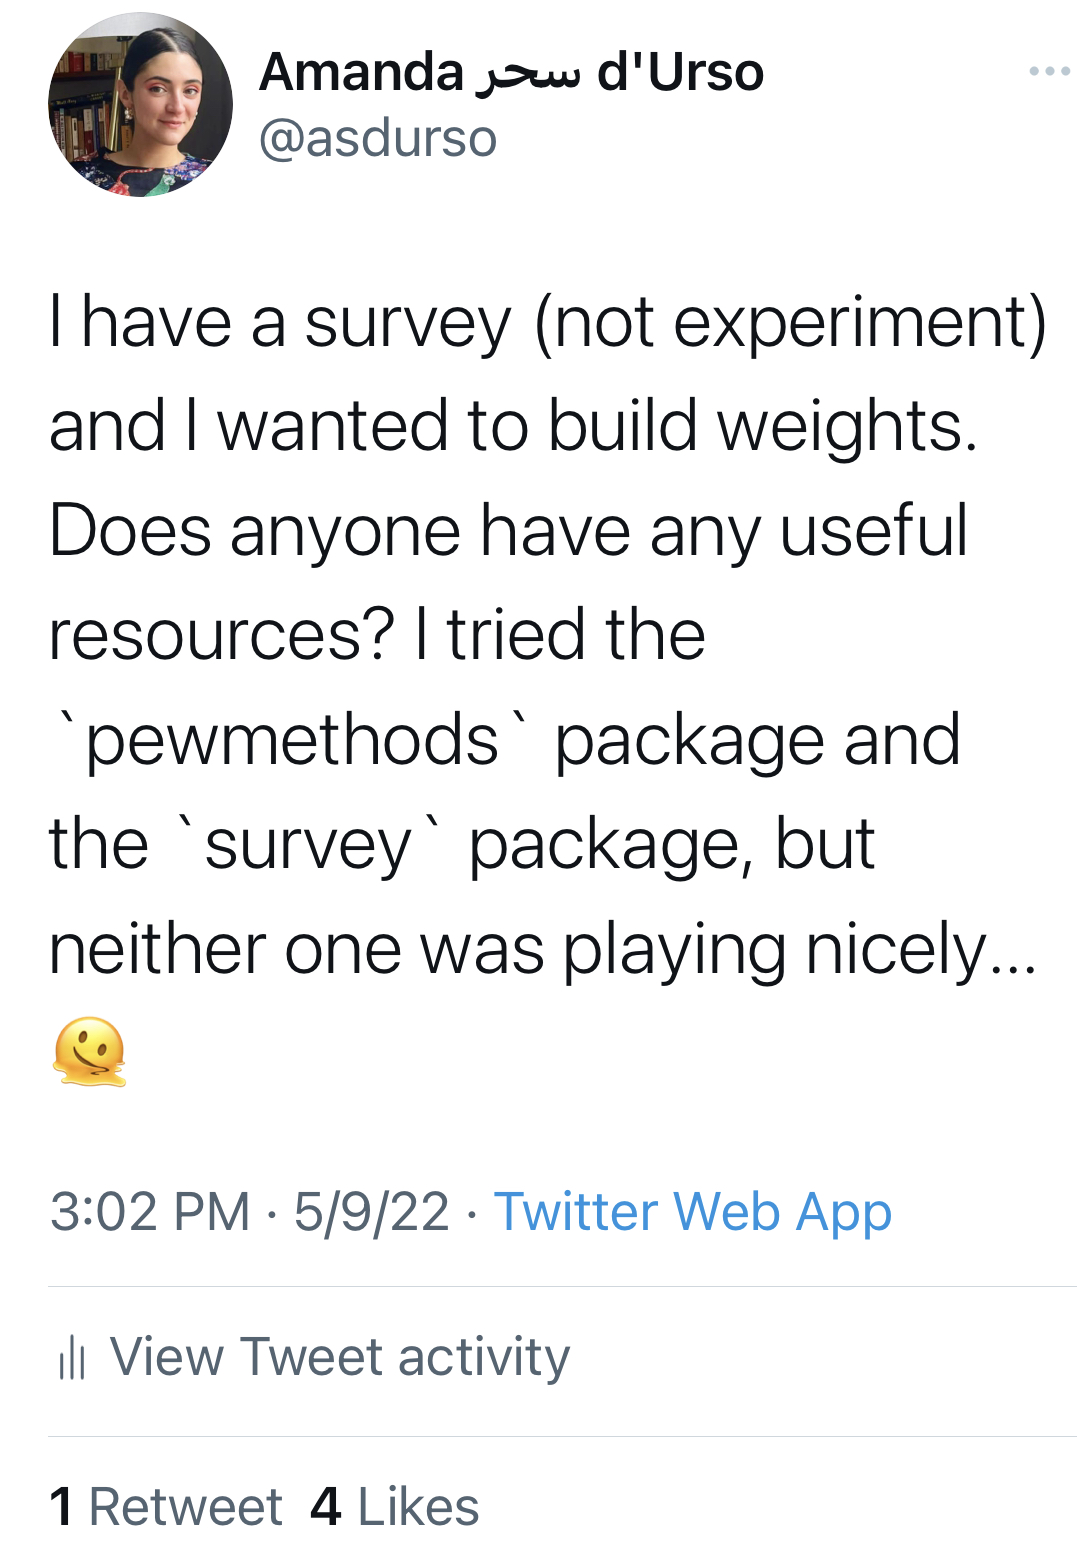 Amanda سحر d'Urso
@asdurso
I have a survey (not experiment)
and I wanted to build weights.
Does anyone have any useful
resources? I tried the
`pewmethods` package and
the `survey` package, but
neither one was playing nicely...
🫠
3:02 PM · 5/9/22 · Twitter Web App
View Tweet activity
1 Retweet 4 Likes